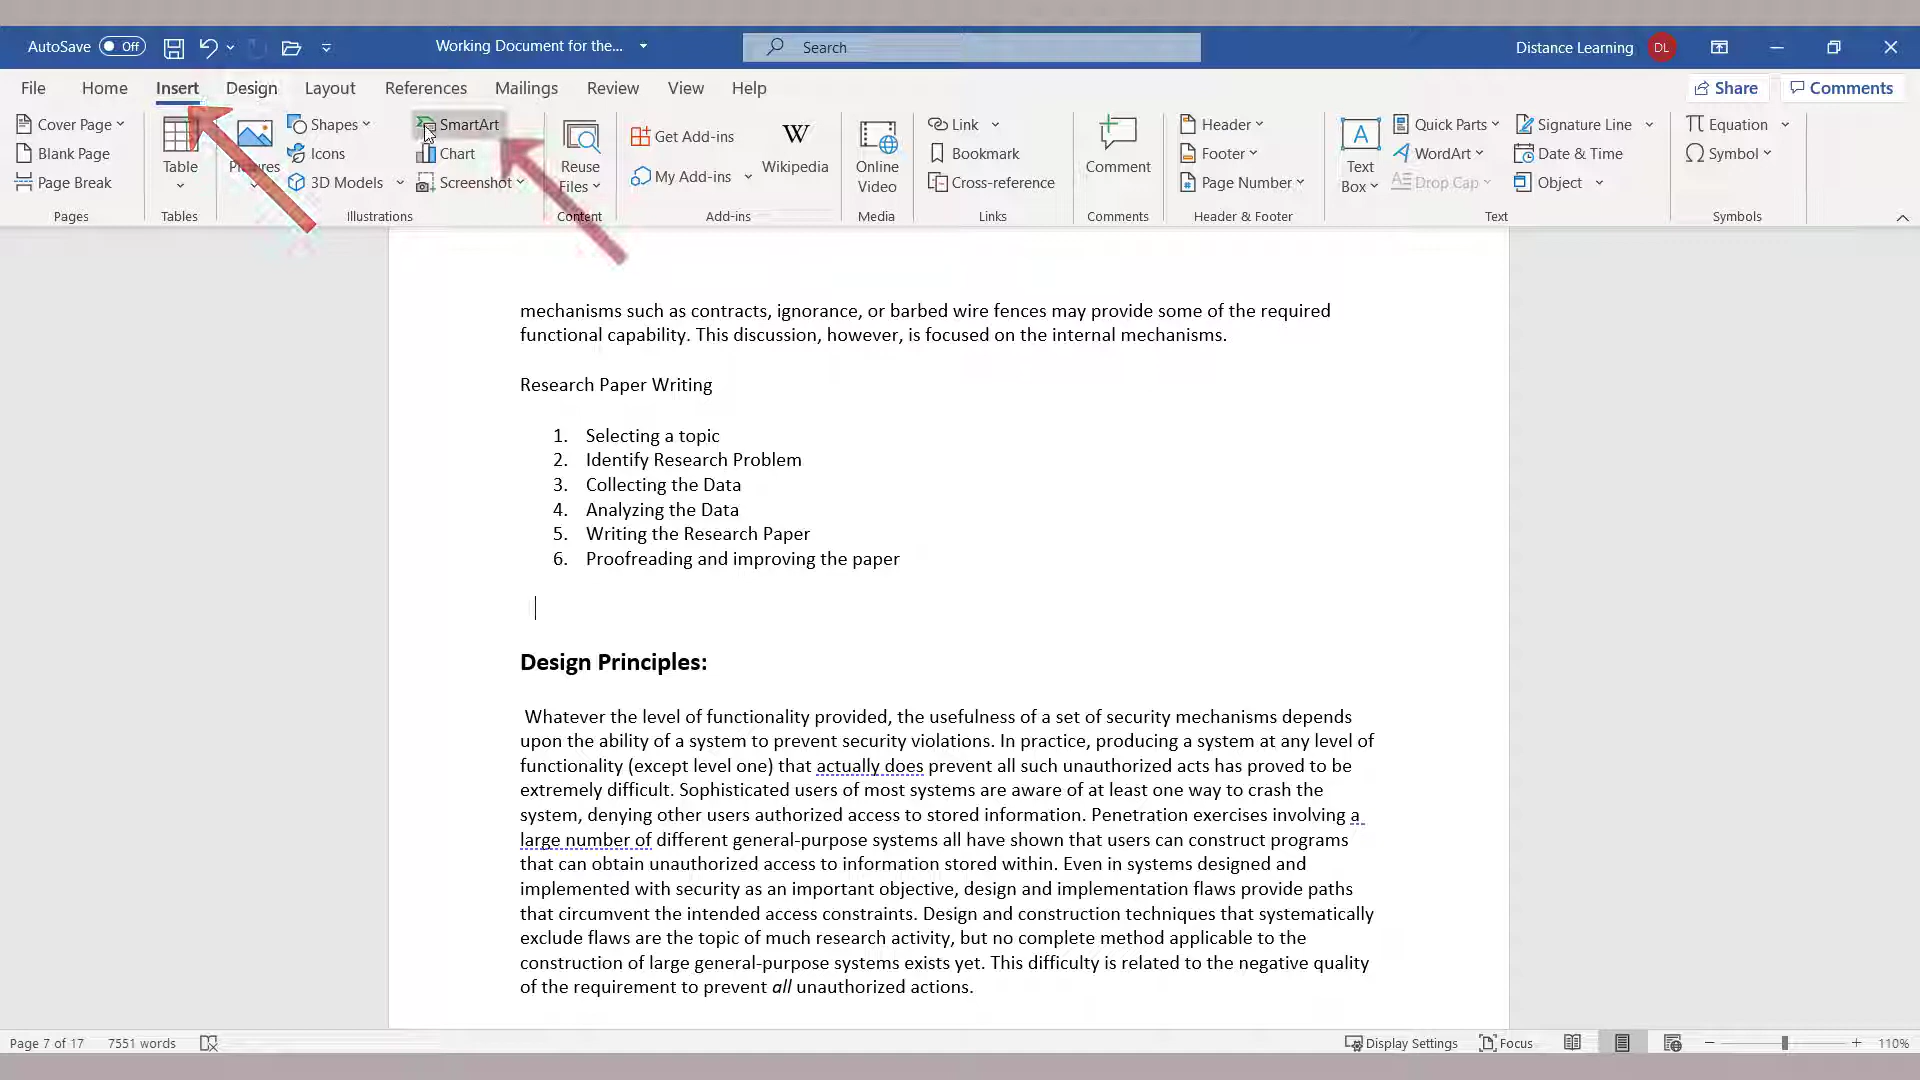 AutoSave Off Working Document for the... Search Distance Learning DL
File Home Insert Design Layout References Mailings Review View Help Share Comments
Cover Page
Blank Page
Page Break
Pages
Table
Tables
Pictures
Shapes
Icons
3D Models
SmartArt
Chart
Screenshot
Illustrations
Reuse
Files
Content
Get Add-ins
My Add-ins
W
Wikipedia
Add-ins
Online
Video
Media
Link
Bookmark
Cross-reference
Links
Comment
Comments
Header
Footer
Page Number
Header & Footer
A
Text
Box
Quick Parts
WordArt
Drop Cap
Signature Line
Date & Time
Object
Text
Equation
Symbol
Symbols
mechanisms such as contracts, ignorance, or barbed wire fences may provide some of the required
functional capability. This discussion, however, is focused on the internal mechanisms.
Research Paper Writing
1. Selecting a topic
2. Identify Research Problem
3. Collecting the Data
4. Analyzing the Data
5. Writing the Research Paper
6. Proofreading and improving the paper
Design Principles:
Whatever the level of functionality provided, the usefulness of a set of security mechanisms depends
upon the ability of a system to prevent security violations. In practice, producing a system at any level of
functionality (except level one) that actually does prevent all such unauthorized acts has proved to be
extremely difficult. Sophisticated users of most systems are aware of at least one way to crash the
system, denying other users authorized access to stored information. Penetration exercises involving a
large number of different general-purpose systems all have shown that users can construct programs
that can obtain unauthorized access to information stored within. Even in systems designed and
implemented with security as an important objective, design and implementation flaws provide paths
that circumvent the intended access constraints. Design and construction techniques that systematically
exclude flaws are the topic of much research activity, but no complete method applicable to the
construction of large general-purpose systems exists yet. This difficulty is related to the negative quality
of the requirement to prevent all unauthorized actions.
Page 7 of 17 7551 words Display Settings Focus 110%